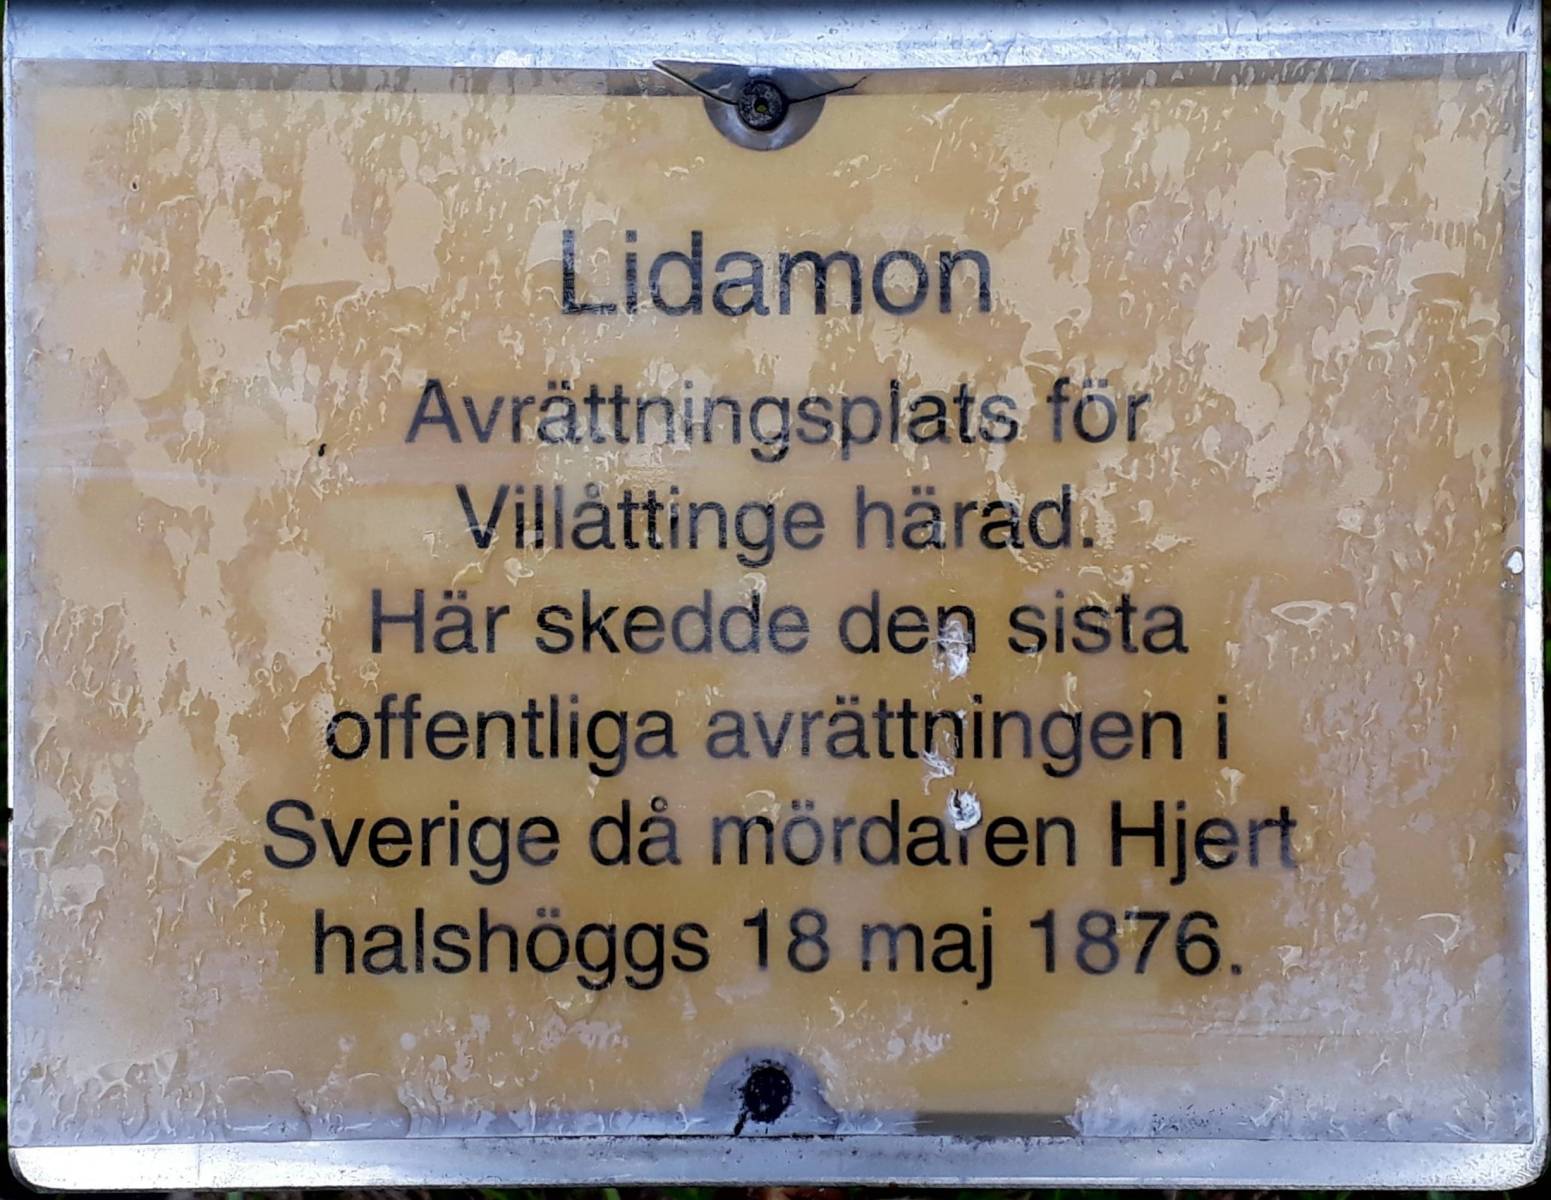 Lidamon
Avrättningsplats för
Villåttinge härad.
Här skedde den sista
offentliga avrättningen i
Sverige då mördaren Hjert
halshöggs 18 maj 1876.